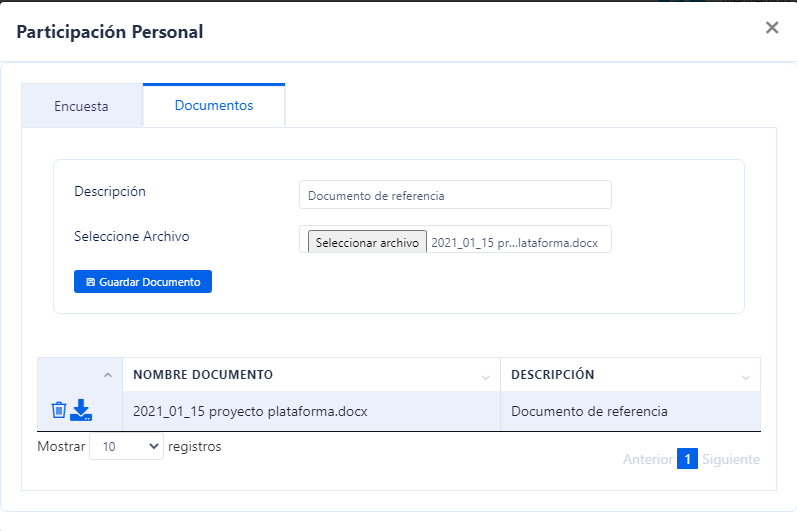 Participación Personal
Encuesta
Documentos
Descripción
Documento de referencia
Seleccione Archivo
Seleccionar archivo 2021_01_15 pr...lataforma.docx
Guardar Documento
NOMBRE DOCUMENTO
DESCRIPCIÓN
2021_01_15 proyecto plataforma.docx
Documento de referencia
Mostrar 10 registros
Anterior 1 Siguiente